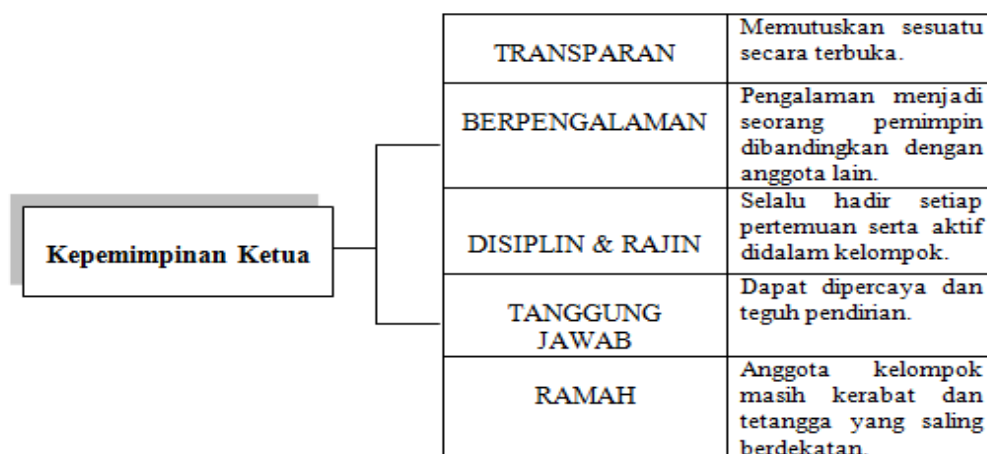 Kepemimpinan Ketua
TRANSPARAN
Memutuskan sesuatu
secara terbuka.
BERPENGALAMAN
Pengalaman menjadi
seorang pemimpin
dibandingkan dengan
anggota lain.
DISIPLIN & RAJIN
Selalu hadir setiap
pertemuan serta aktif
didalam kelompok.
TANGGUNG
JAWAB
Dapat dipercaya dan
teguh pendirian.
RAMAH
Anggota kelompok
masih kerabat dan
tetangga yang saling
berdekatan.